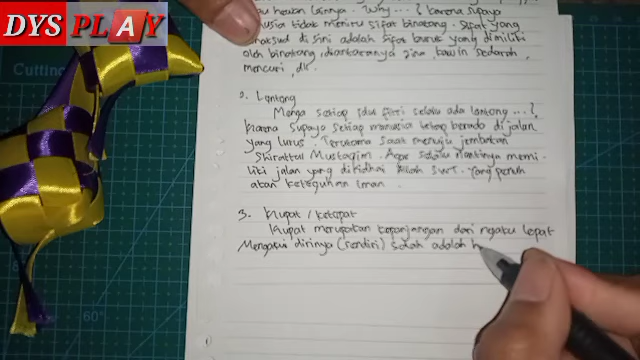 DYS PLAY
Cutting
hewan lainnya. Why...? karena supaya
manusia tidak meniru sifat binatang. Sifat yang
dimaksud di sini adalah sifat buruk yang dimiliki
oleh binatang, diantaranya zina, kawin sedarah,
mencuri, dll.
2. Lontong
Menga setiap idul fitri selalu ada lontong...?
Karena supaya setiap manusia tetap berada di jalan
yang lurus. Terutama saat menuju jembatan
Shirattal Mustaqim. Agar selalu nantinya memi-
liki jalan yang diridhai Allah SWT. yang penuh
akan keteguhan iman.
3. Kupat / Ketupat
Kupat merupakan kepanjangan dari ngaku lepat
Mengakui dirinya (sendiri) salah adalah
60°